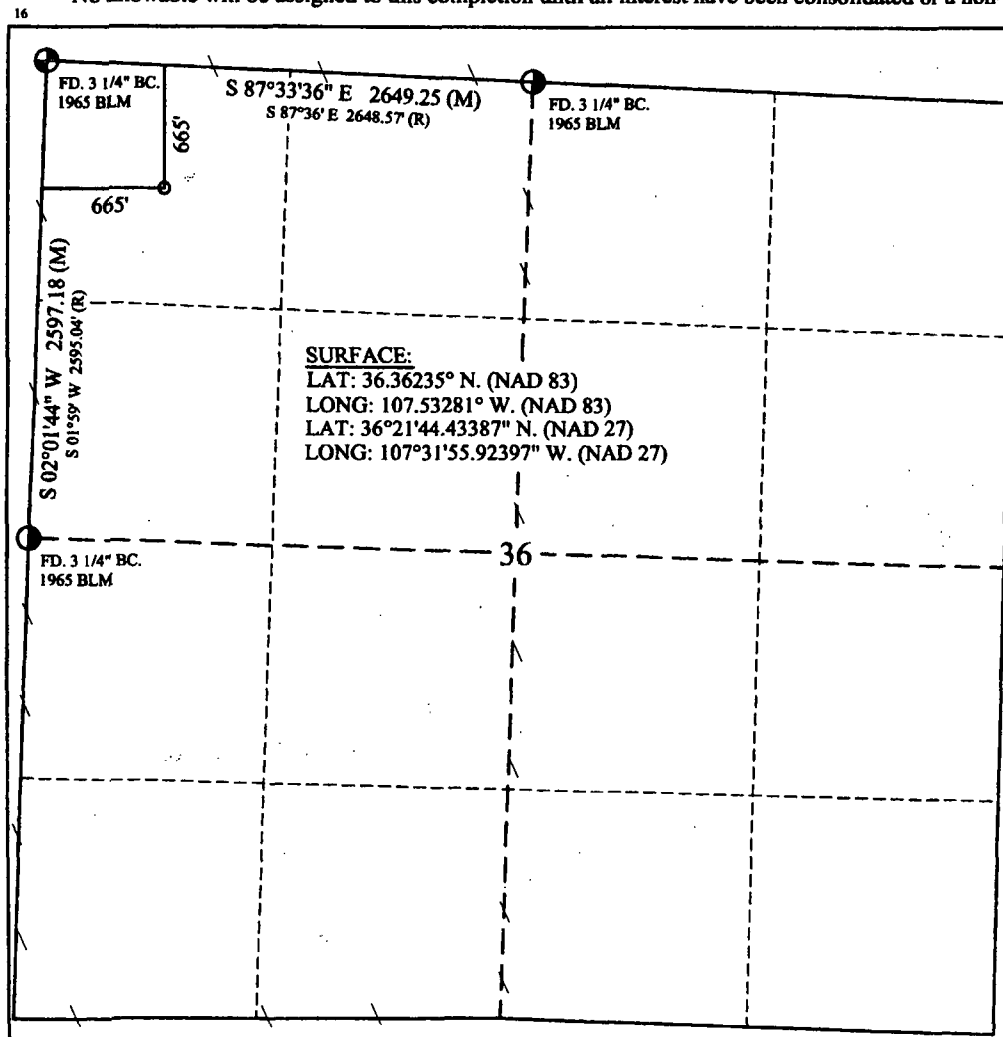 No allowable will be assigned to this completion until all interest have been consolidated or a non
16
FD. 3 1/4" BC.
1965 BLM
S 87°33'36" E 2649.25 (M)
S 87°36' E 2648.57' (R)
FD. 3 1/4" BC.
1965 BLM
665'
665'
S 02°01'44" W 2597.18 (M)
S 01°59' W 2595.04' (R)
SURFACE:
LAT: 36.36235° N. (NAD 83)
LONG: 107.53281° W. (NAD 83)
LAT: 36°21'44.43387" N. (NAD 27)
LONG: 107°31'55.92397" W. (NAD 27)
FD. 3 1/4" BC.
1965 BLM
36